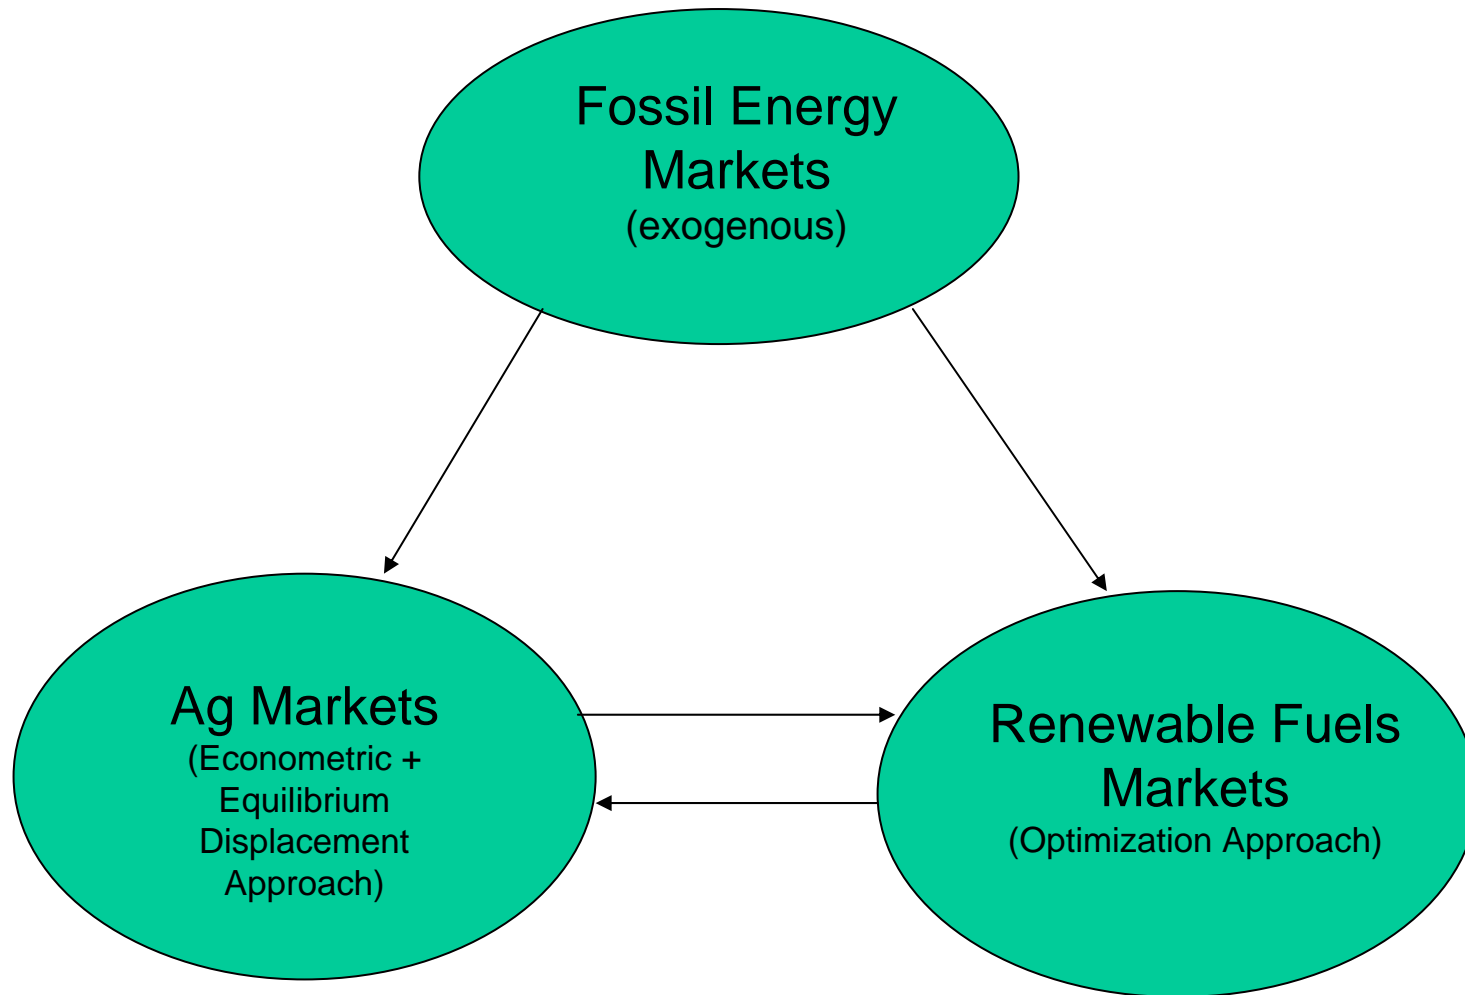 Fossil Energy
Markets
(exogenous)
Ag Markets
(Econometric +
Equilibrium
Displacement
Approach)
Renewable Fuels
Markets
(Optimization Approach)